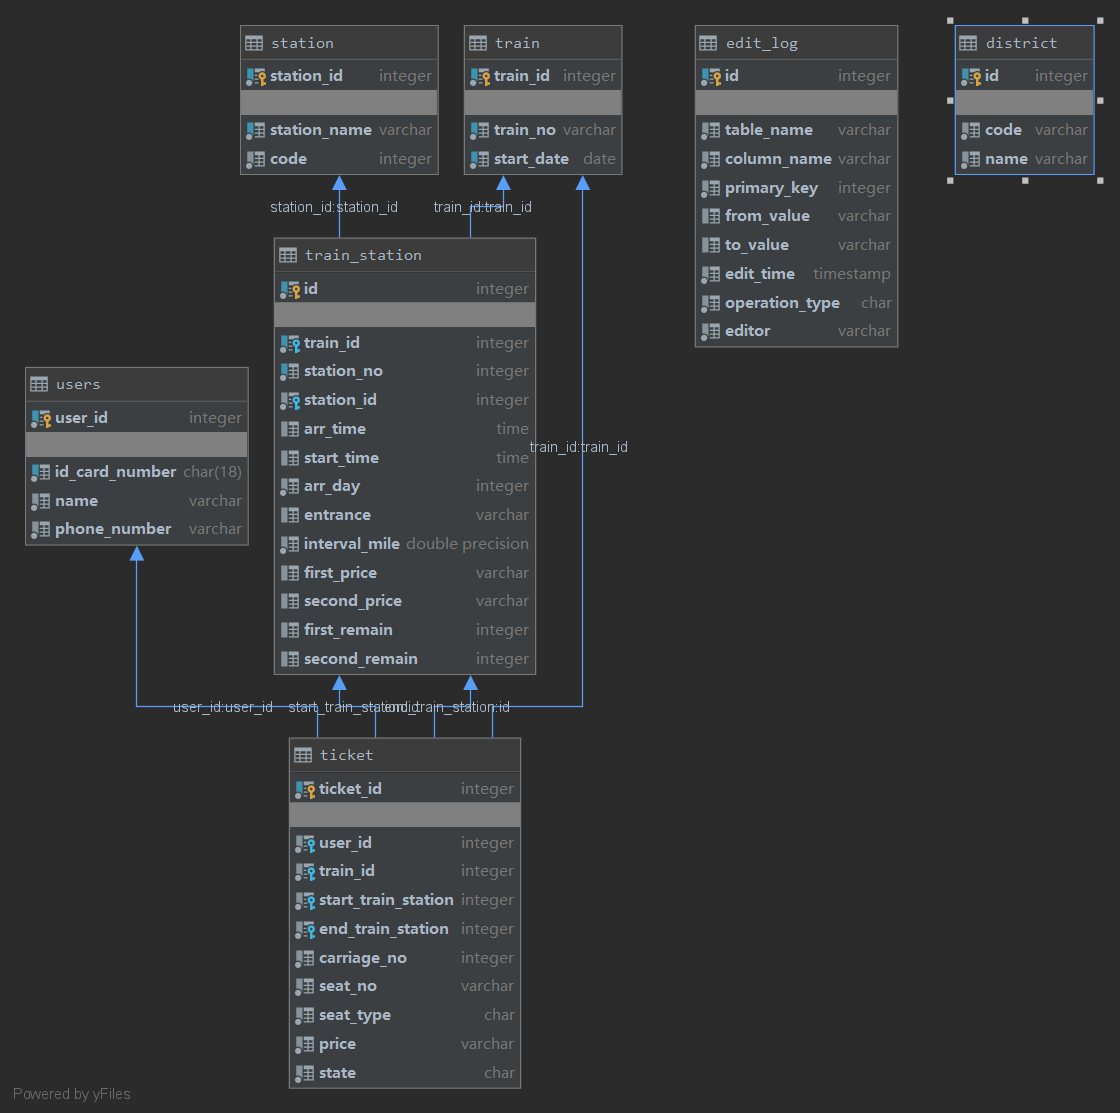 station
station_id integer
station_name varchar
code integer
train
train_id integer
train_no varchar
start_date date
edit_log
id integer
table_name varchar
column_name varchar
primary_key integer
from_value varchar
to_value varchar
edit_time timestamp
operation_type char
editor varchar
district
id integer
code varchar
name varchar
station_id:station_id
train_id:train_id
train_station
id integer
train_id integer
station_no integer
station_id integer
arr_time time
start_time time
arr_day integer
entrance varchar
interval_mile double precision
first_price varchar
second_price varchar
first_remain integer
second_remain integer
train_id:train_id
users
user_id integer
id_card_number char(18)
name varchar
phone_number varchar
user_id:user_id
end_train_station:id
ticket
ticket_id integer
user_id integer
train_id integer
start_train_station integer
end_train_station integer
carriage_no integer
seat_no varchar
seat_type char
price varchar
state char
Powered by yFiles